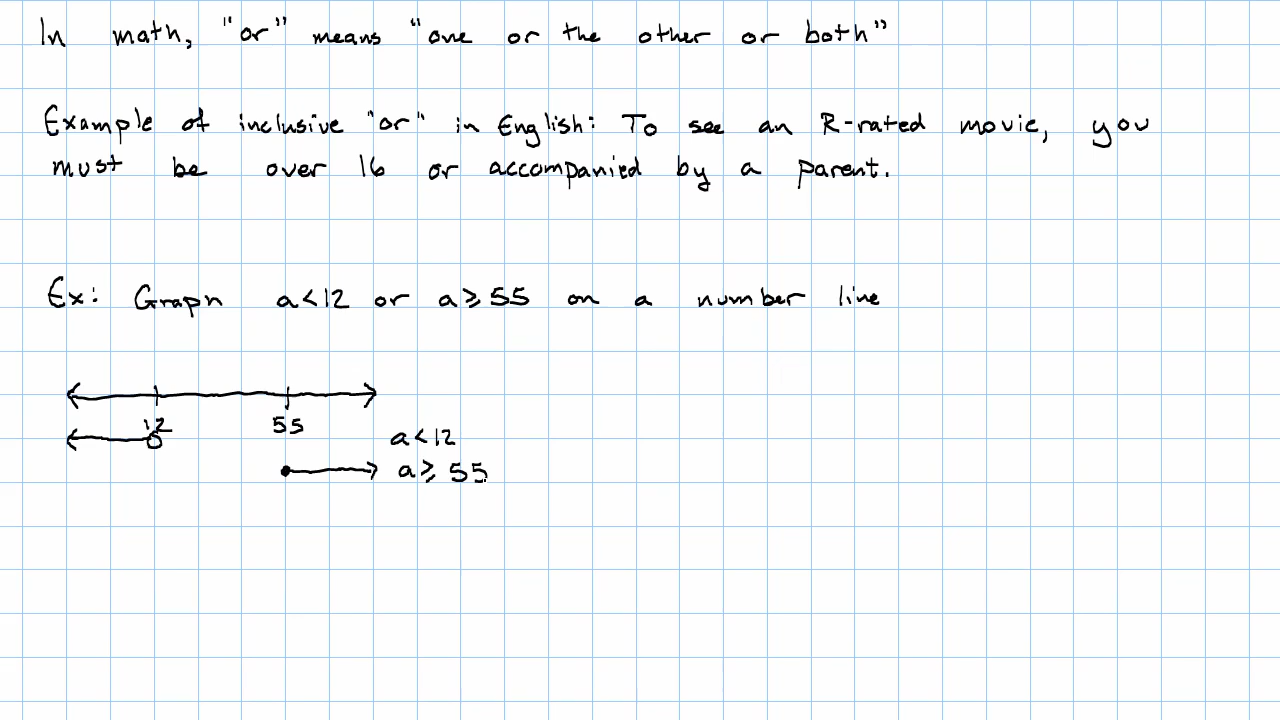 In math, "or" means "one or the other or both"
Example of inclusive "or" in English: To see an R-rated movie, you
must be over 16 or accompanied by a parent.
Ex: Graph a<12 or a⩾55 on a number line
12 55
a<12
a⩾55